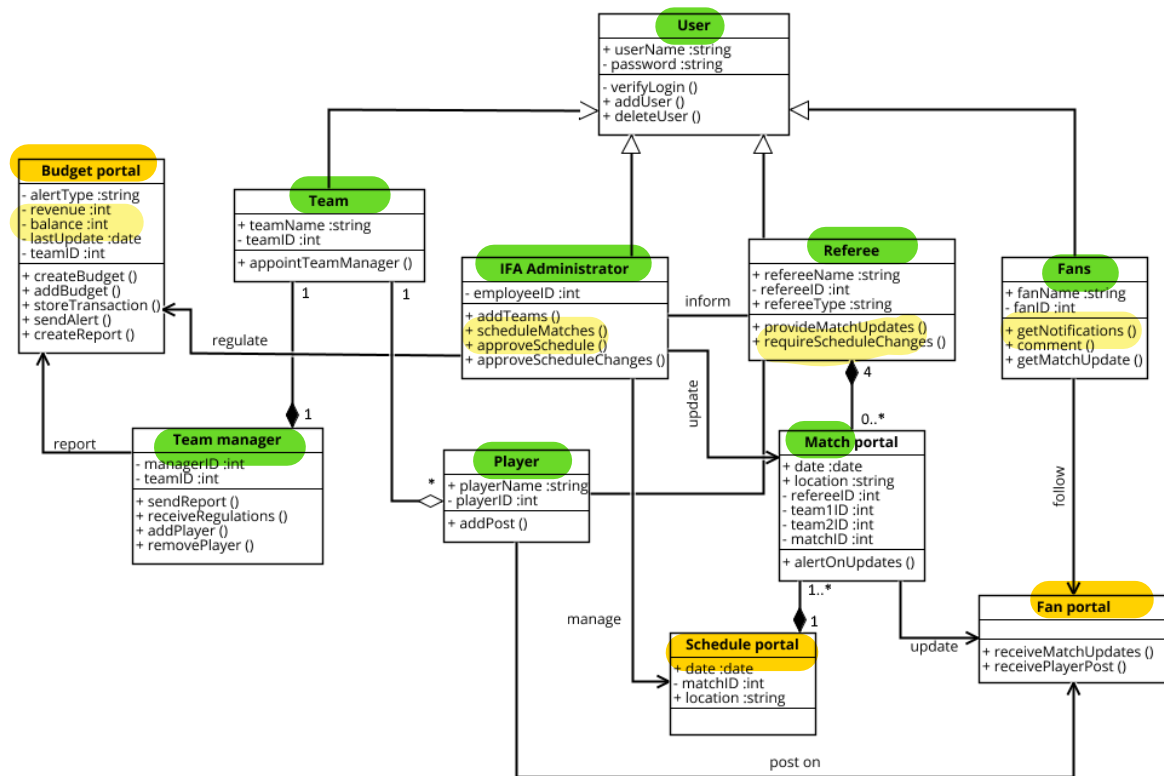 User
+ userName :string
- password :string
- verifyLogin ()
+ addUser ()
+ deleteUser ()
Budget portal
- alertType :string
- revenue :int
- balance :int
- lastUpdate :date
- teamID :int
+ createBudget ()
+ addBudget ()
+ storeTransaction ()
+ sendAlert ()
+ createReport ()
Team
+ teamName :string
- teamID :int
+ appointTeamManager ()
1
1
IFA Administrator
- employeeID :int
+ addTeams ()
+ scheduleMatches ()
+ approveSchedule ()
+ approveScheduleChanges ()
inform
Referee
+ refereeName :string
- refereeID :int
+ refereeType :string
+ provideMatchUpdates ()
+ requireScheduleChanges ()
Fans
+ fanName :string
- fanID :int
+ getNotifications ()
+ comment ()
+ getMatchUpdate ()
regulate
update
4
0..*
1
report
Team manager
- managerID :int
- teamID :int
+ sendReport ()
+ receiveRegulations ()
+ addPlayer ()
+ removePlayer ()
*
Player
+ playerName :string
- playerID :int
+ addPost ()
Match portal
+ date :date
+ location :string
- refereeID :int
- team1ID :int
- team2ID :int
- matchID :int
+ alertOnUpdates ()
follow
1..*
1
manage
Schedule portal
+ date :date
- matchID :int
+ location :string
update
Fan portal
+ receiveMatchUpdates ()
+ receivePlayerPost ()
post on